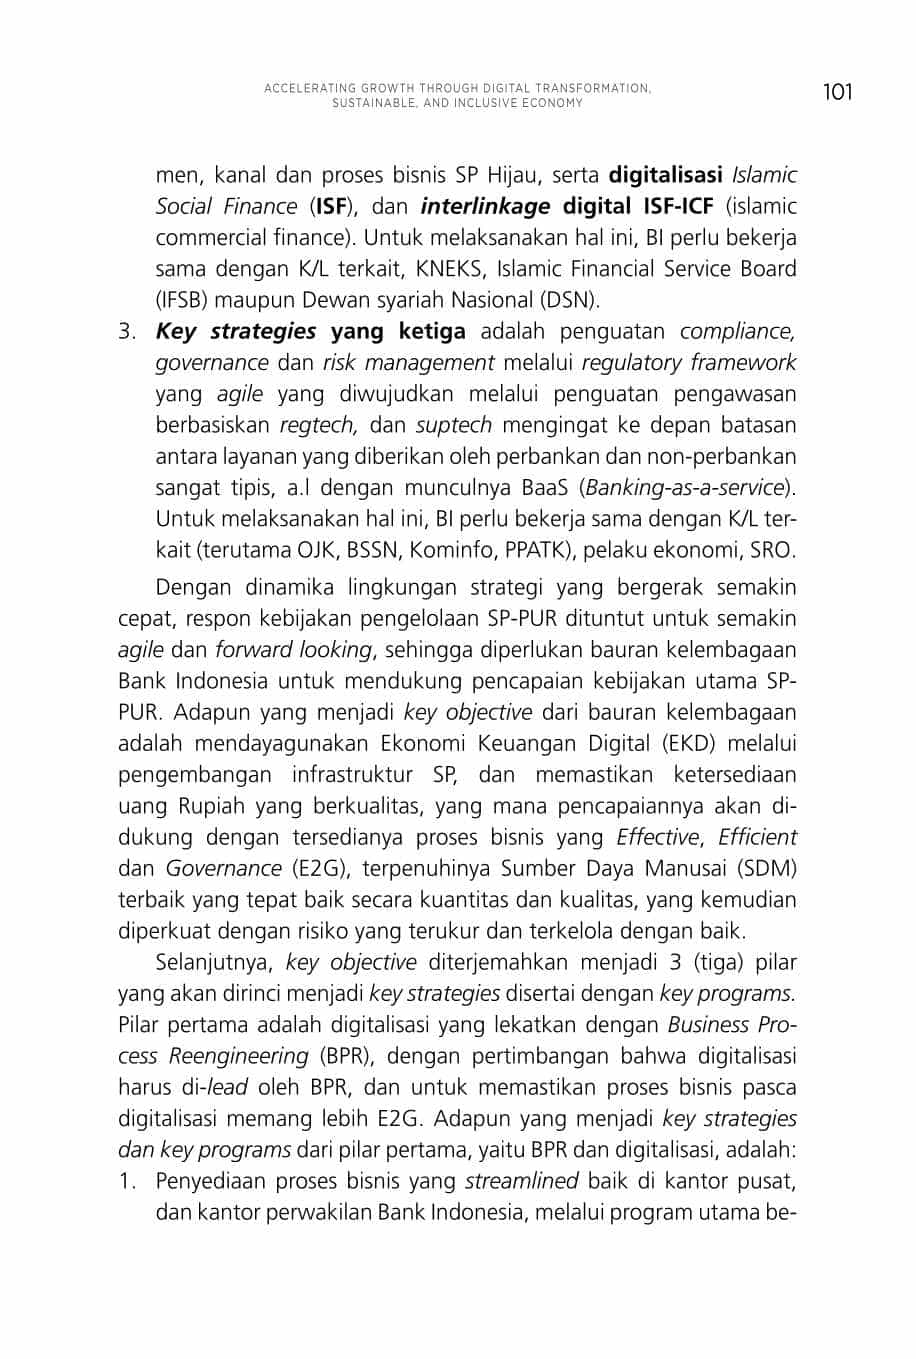 ACCELERATING GROWTH THROUGH DIGITAL TRANSFORMATION,
SUSTAINABLE, AND INCLUSIVE ECONOMY
101
men, kanal dan proses bisnis SP Hijau, serta digitalisasi Islamic
Social Finance (ISF), dan interlinkage digital ISF-ICF (islamic
commercial finance). Untuk melaksanakan hal ini, BI perlu bekerja
sama dengan K/L terkait, KNEKS, Islamic Financial Service Board
(IFSB) maupun Dewan syariah Nasional (DSN).
3. Key strategies yang ketiga adalah penguatan compliance,
governance dan risk management melalui regulatory framework
yang agile yang diwujudkan melalui penguatan pengawasan
berbasiskan regtech, dan suptech mengingat ke depan batasan
antara layanan yang diberikan oleh perbankan dan non-perbankan
sangat tipis, a.l dengan munculnya BaaS (Banking-as-a-service).
Untuk melaksanakan hal ini, BI perlu bekerja sama dengan K/L ter-
kait (terutama OJK, BSSN, Kominfo, PPATK), pelaku ekonomi, SRO.
Dengan dinamika lingkungan strategi yang bergerak semakin
cepat, respon kebijakan pengelolaan SP-PUR dituntut untuk semakin
agile dan forward looking, sehingga diperlukan bauran kelembagaan
Bank Indonesia untuk mendukung pencapaian kebijakan utama SP-
PUR. Adapun yang menjadi key objective dari bauran kelembagaan
adalah mendayagunakan Ekonomi Keuangan Digital (EKD) melalui
pengembangan infrastruktur SP, dan memastikan ketersediaan
uang Rupiah yang berkualitas, yang mana pencapaiannya akan di-
dukung dengan tersedianya proses bisnis yang Effective, Efficient
dan Governance (E2G), terpenuhinya Sumber Daya Manusai (SDM)
terbaik yang tepat baik secara kuantitas dan kualitas, yang kemudian
diperkuat dengan risiko yang terukur dan terkelola dengan baik.
Selanjutnya, key objective diterjemahkan menjadi 3 (tiga) pilar
yang akan dirinci menjadi key strategies disertai dengan key programs.
Pilar pertama adalah digitalisasi yang lekatkan dengan Business Pro-
cess Reengineering (BPR), dengan pertimbangan bahwa digitalisasi
harus di-lead oleh BPR, dan untuk memastikan proses bisnis pasca
digitalisasi memang lebih E2G. Adapun yang menjadi key strategies
dan key programs dari pilar pertama, yaitu BPR dan digitalisasi, adalah:
1. Penyediaan proses bisnis yang streamlined baik di kantor pusat,
dan kantor perwakilan Bank Indonesia, melalui program utama be-